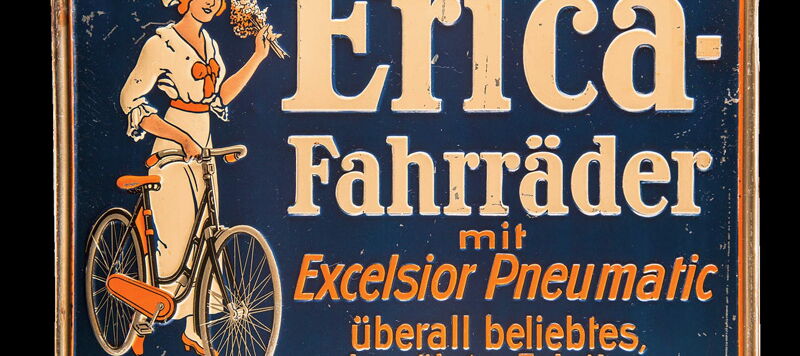 Erica-
Fahrräder
mit
Excelsior Pneumatic
überall beliebtes,